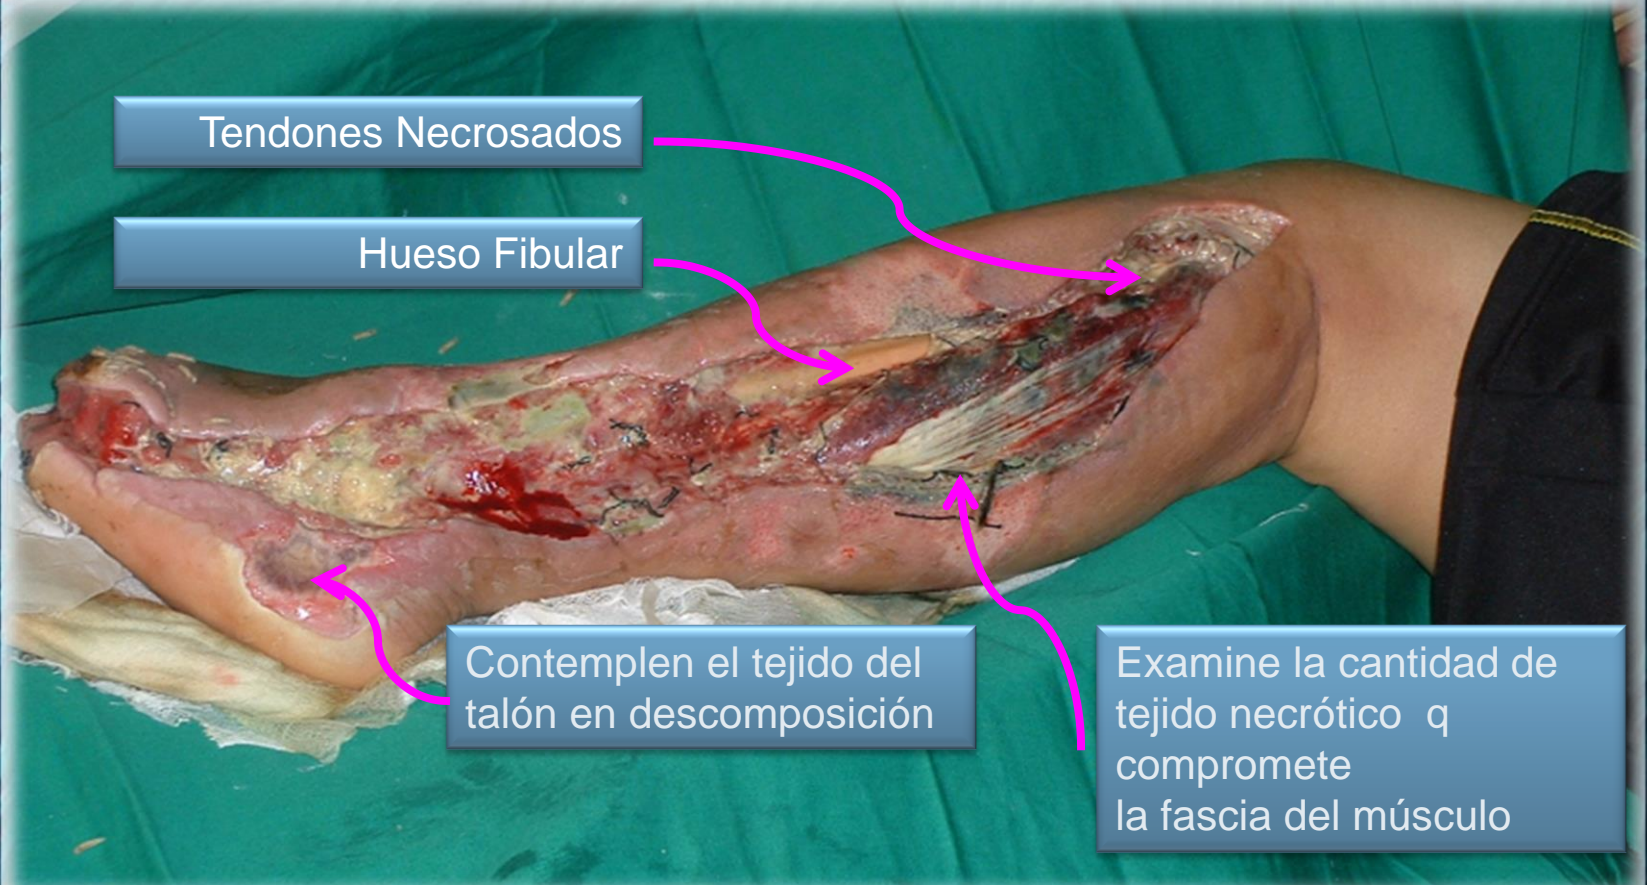 Tendones Necrosados
Hueso Fibular
Contemplen el tejido del
talón en descomposición
Examine la cantidad de
tejido necrótico  q
compromete
la fascia del músculo